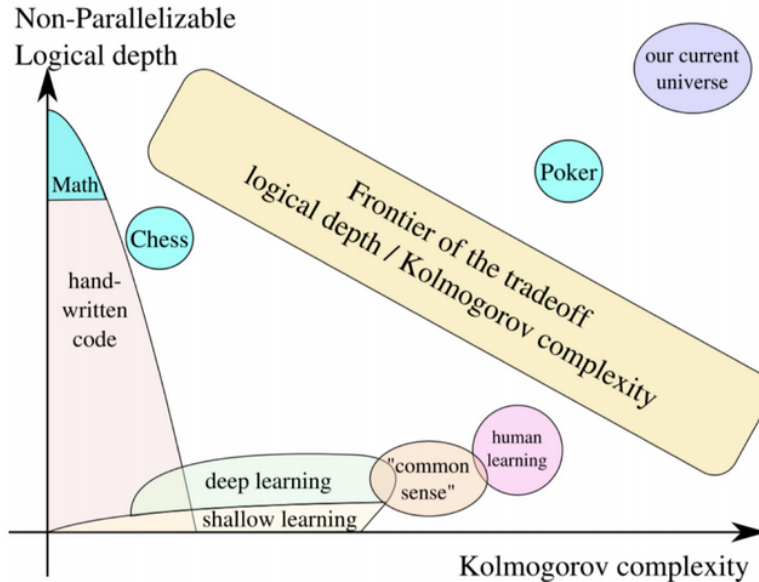 Non-Parallelizable
Logical depth
our current
universe
Poker
Math
Frontier of the tradeoff
logical depth / Kolmogorov complexity
Chess
hand-
written
code
human
learning
"common
sense"
deep learning
shallow learning
Kolmogorov complexity